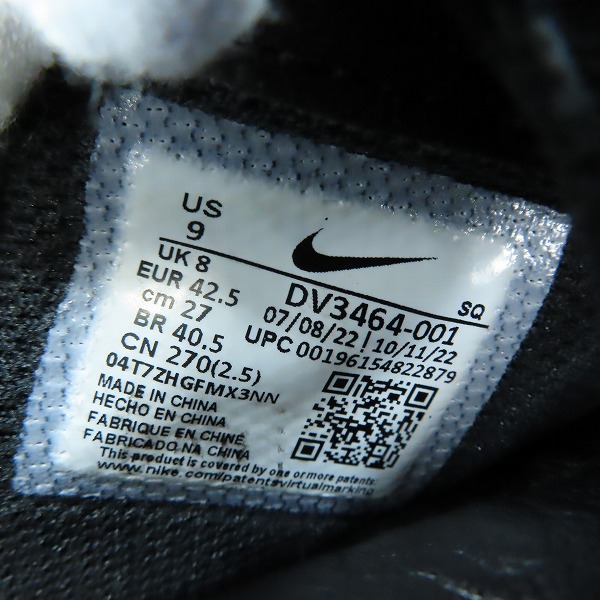 US
9
SQ
UK 8
EUR 42.5
cm 27
BR 40.5
CN 270(2.5)
DV3464-001
07/08/22 | 10/11/22
UPC 00196154822879
04T7ZHGFMX3NN
MADE IN CHINA
HECHO EN CHINA
FABRIQUE EN CHINE
FABRICADO NA CHINA
This product is covered by one or more patents:
www.nike.com/patentsvirtualmarking